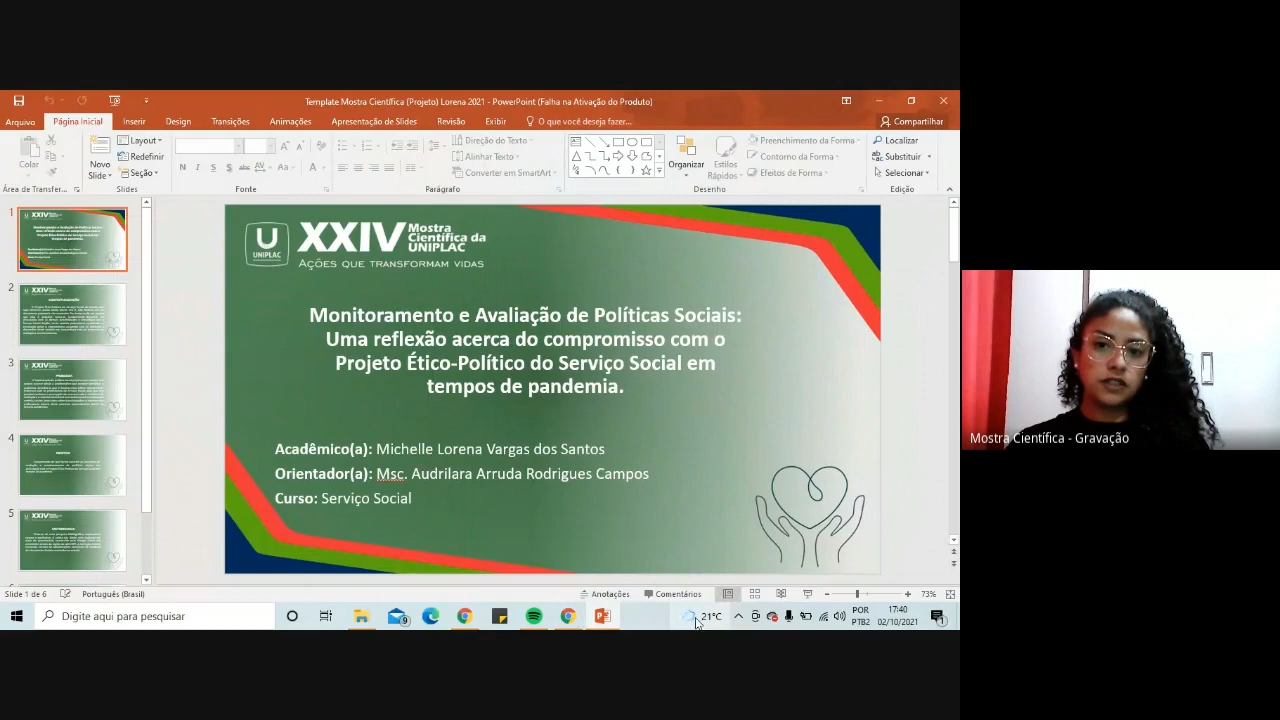 Template Mostra Científica (Projeto) Lorena 2021 - PowerPoint (Falha na Ativação do Produto)
Arquivo Página Inicial Inserir Design Transições Animações Apresentação de Slides Revisão Exibir O que você deseja fazer... Compartilhar
Colar
Novo Slide
Layout
Redefinir
Seção
Direção do Texto
Alinhar Texto
Converter em SmartArt
Organizar
Estilos Rápidos
Preenchimento da Forma
Contorno da Forma
Efeitos de Forma
Localizar
Substituir
Selecionar
Área de Transfer... Slides Fonte Parágrafo Desenho Edição
1
2
3
4
5
U
UNIPLAC
XXIV Mostra
Científica da
UNIPLAC
AÇÕES QUE TRANSFORMAM VIDAS
Monitoramento e Avaliação de Políticas Sociais:
Uma reflexão acerca do compromisso com o
Projeto Ético-Político do Serviço Social em
tempos de pandemia.
Acadêmico(a): Michelle Lorena Vargas dos Santos
Orientador(a): Msc. Audrilara Arruda Rodrigues Campos
Curso: Serviço Social
Mostra Científica - Gravação
Slide 1 de 6 Português (Brasil) Anotações Comentários 73%
Digite aqui para pesquisar
9
21°C
POR
PTB2
17:40
02/10/2021
1